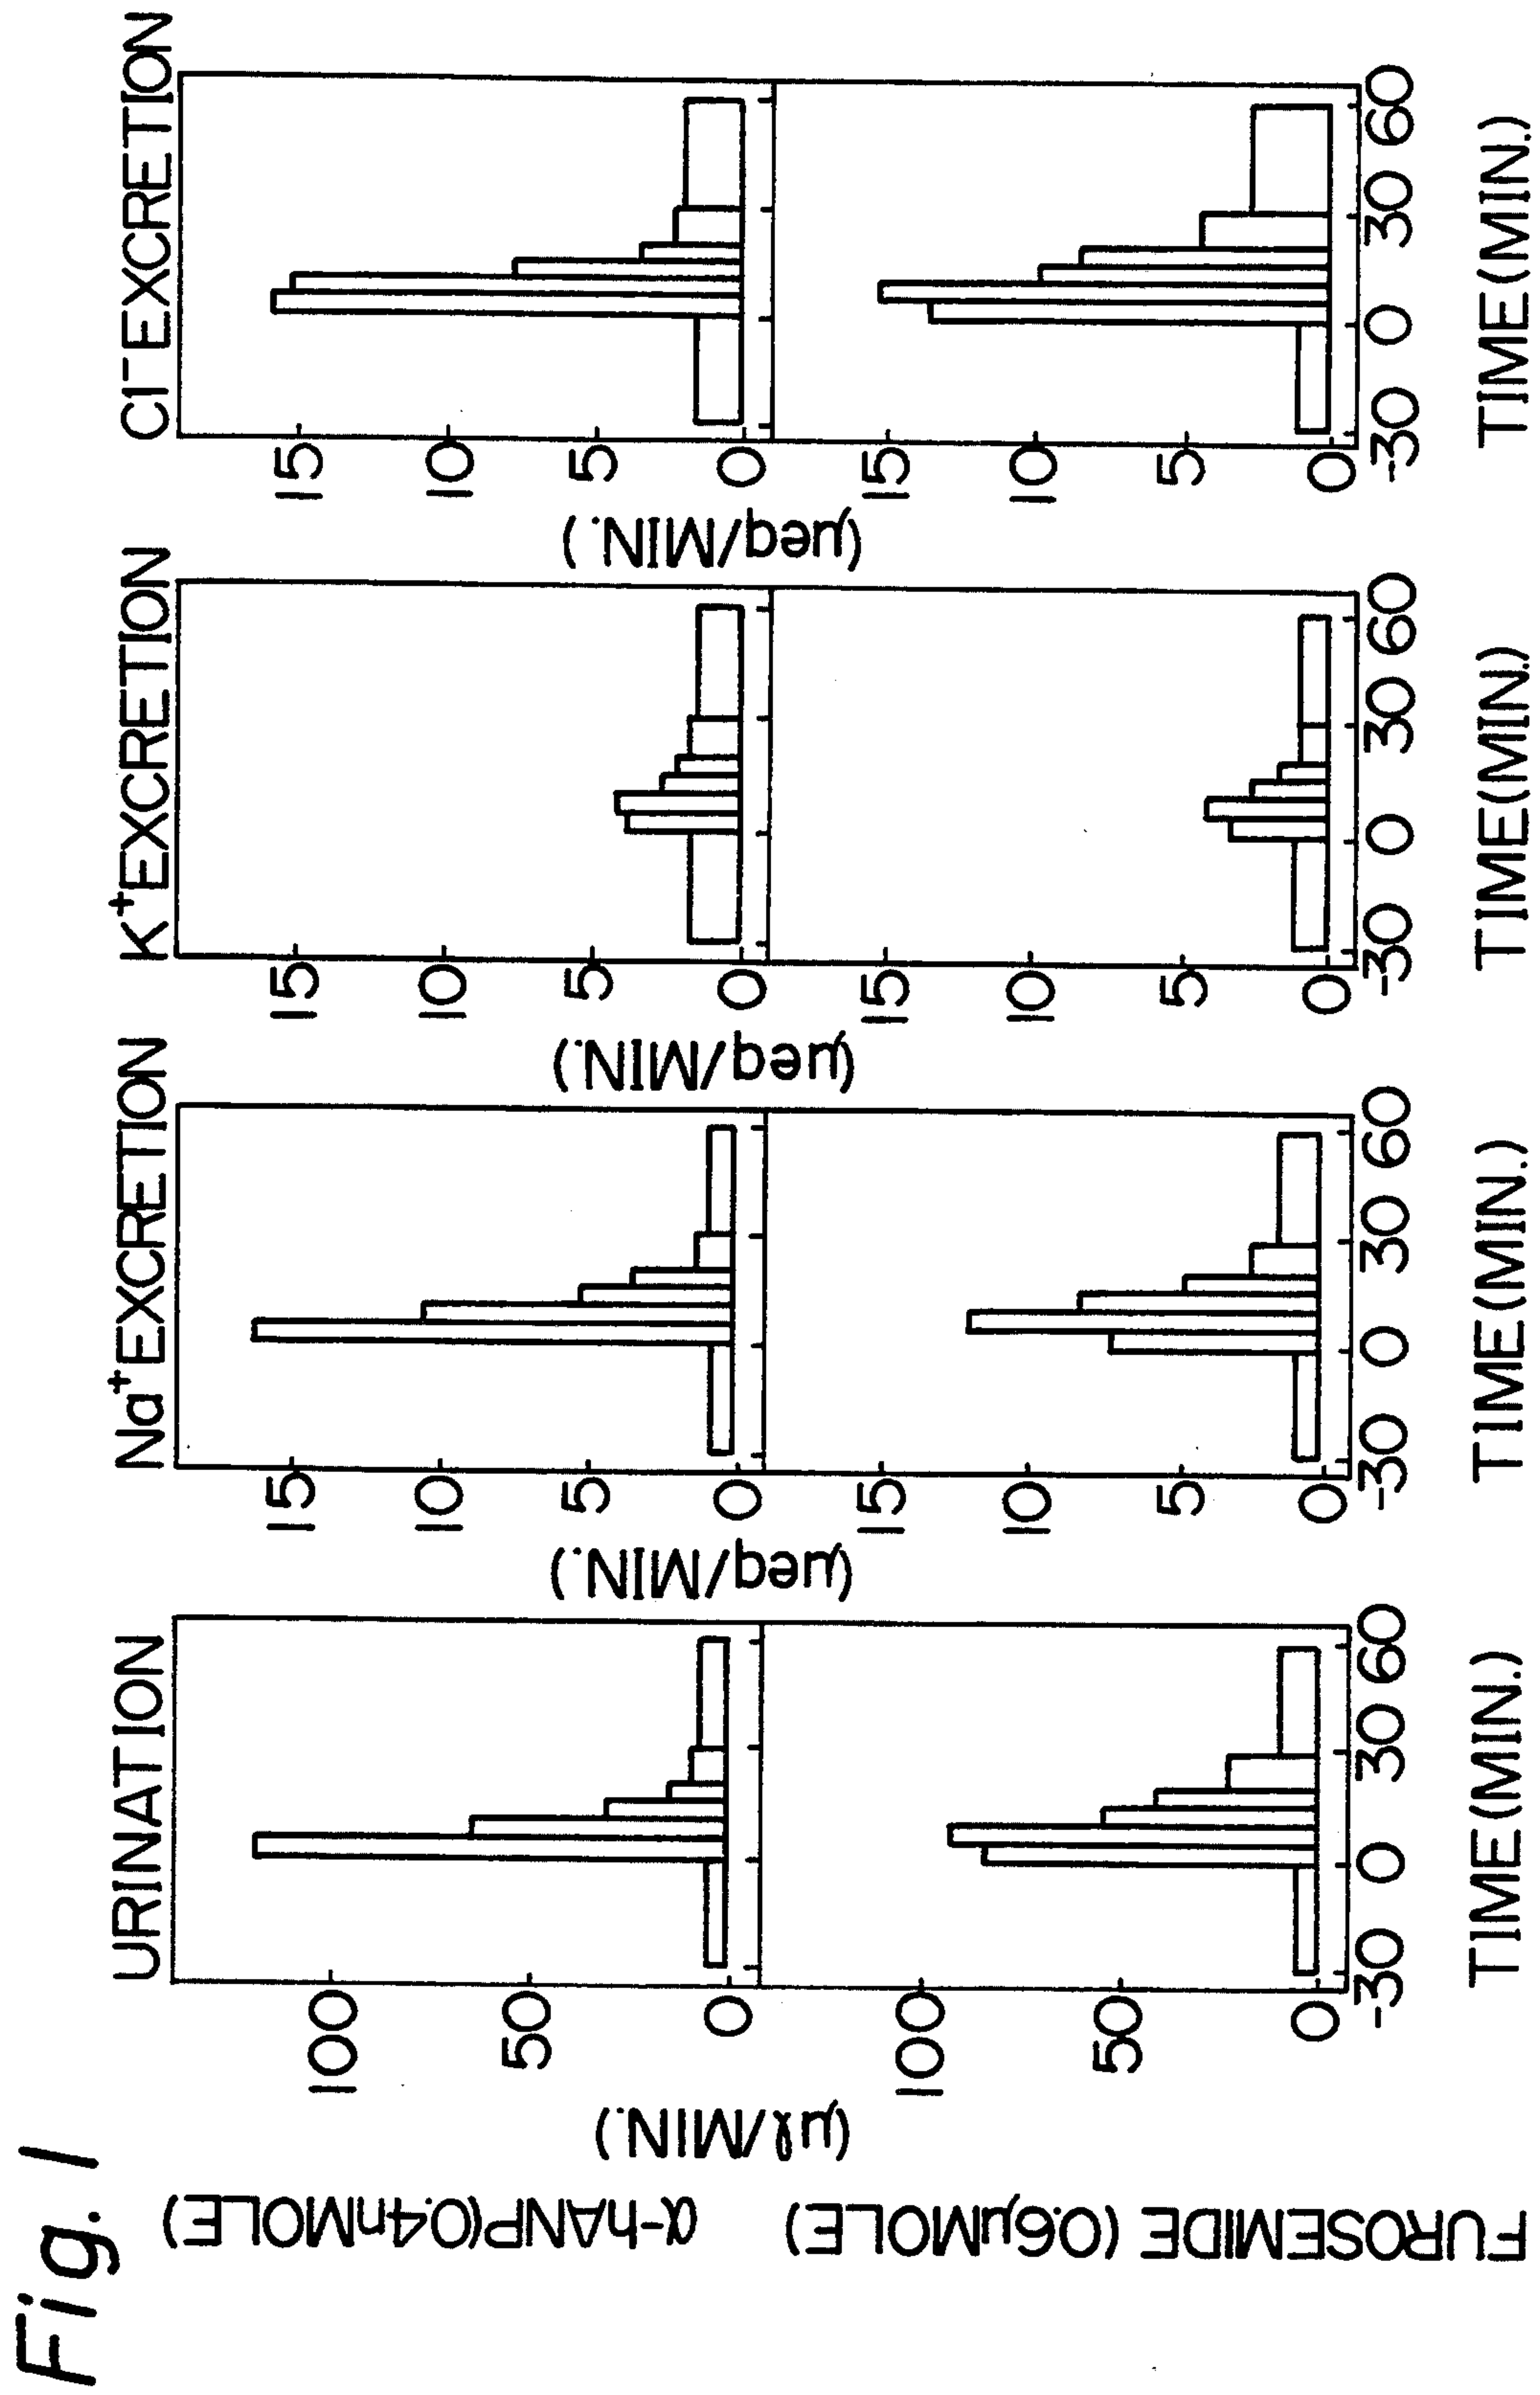 Fig. 1
URINATION
Na⁺EXCRETION
K⁺EXCRETION
Cl⁻EXCRETION
α-hANP(0.4nMOLE)
FUROSEMIDE (0.6μMOLE)
(μℓ/MIN.)
100
50
0
100
50
0
-30 0 30 60
TIME(MIN.)
(μeq/MIN.)
15
10
5
0
15
10
5
0
-30 0 30 60
TIME(MIN.)
(μeq/MIN.)
15
10
5
0
15
10
5
0
-30 0 30 60
TIME(MIN.)
(μeq/MIN.)
15
10
5
0
15
10
5
0
-30 0 30 60
TIME(MIN.)